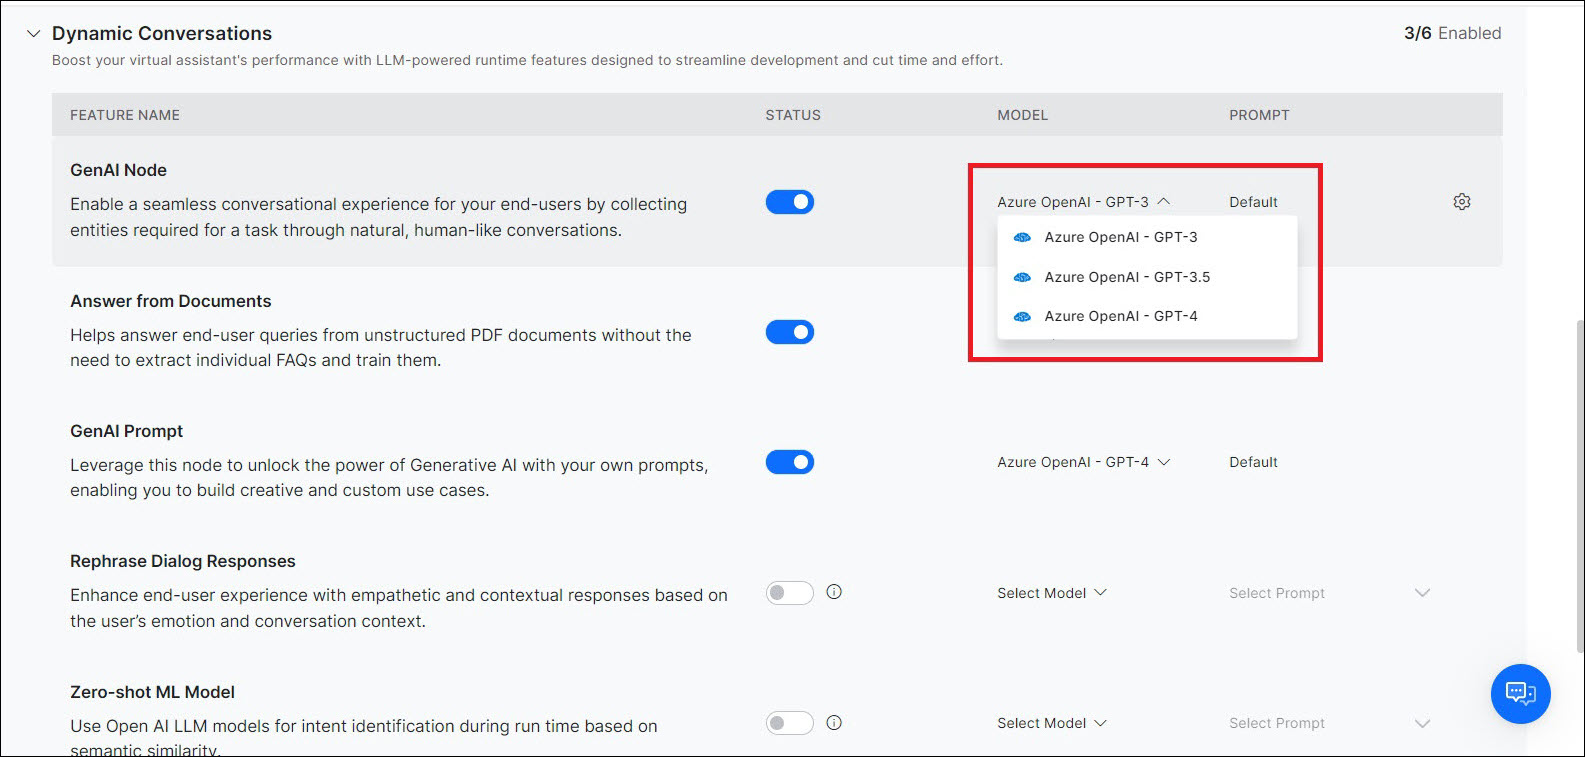 Dynamic Conversations
3/6 Enabled
Boost your virtual assistant's performance with LLM-powered runtime features designed to streamline development and cut time and effort.
FEATURE NAME
STATUS
MODEL
PROMPT
GenAI Node
Enable a seamless conversational experience for your end-users by collecting
entities required for a task through natural, human-like conversations.
Azure OpenAI - GPT-3
Default
Azure OpenAI - GPT-3
Azure OpenAI - GPT-3.5
Azure OpenAI - GPT-4
Answer from Documents
Helps answer end-user queries from unstructured PDF documents without the
need to extract individual FAQs and train them.
GenAI Prompt
Leverage this node to unlock the power of Generative AI with your own prompts,
enabling you to build creative and custom use cases.
Azure OpenAI - GPT-4
Default
Rephrase Dialog Responses
Enhance end-user experience with empathetic and contextual responses based on
the user’s emotion and conversation context.
Select Model
Select Prompt
Zero-shot ML Model
Use Open AI LLM models for intent identification during run time based on
semantic similarity.
Select Model
Select Prompt